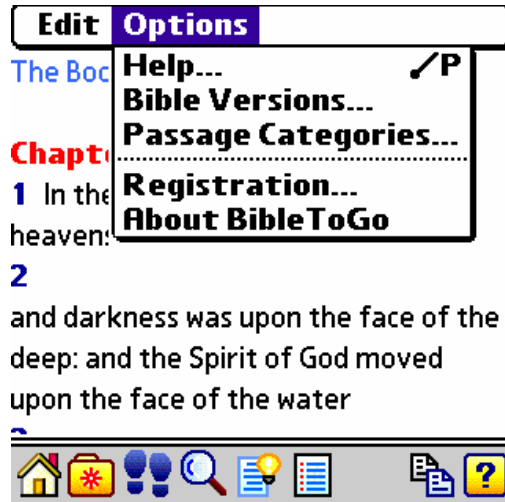 Edit Options
The Boo
Help... /P
Bible Versions...
Passage Categories...
Chapt
1 In the
Registration...
About BibleToGo
heavens
2
and darkness was upon the face of the
deep: and the Spirit of God moved
upon the face of the water
?